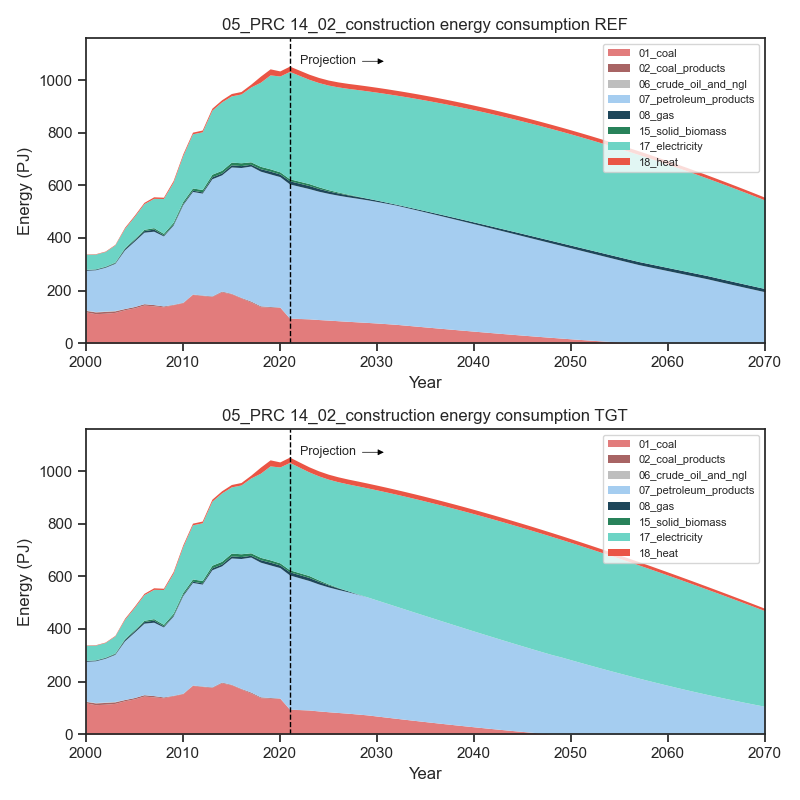 05_PRC 14_02_construction energy consumption REF
Projection
01_coal
02_coal_products
06_crude_oil_and_ngl
07_petroleum_products
08_gas
15_solid_biomass
17_electricity
18_heat
Energy (PJ)
1000
800
600
400
200
0
2000 2010 2020 2030 2040 2050 2060 2070
Year
05_PRC 14_02_construction energy consumption TGT
Projection
01_coal
02_coal_products
06_crude_oil_and_ngl
07_petroleum_products
08_gas
15_solid_biomass
17_electricity
18_heat
Energy (PJ)
1000
800
600
400
200
0
2000 2010 2020 2030 2040 2050 2060 2070
Year